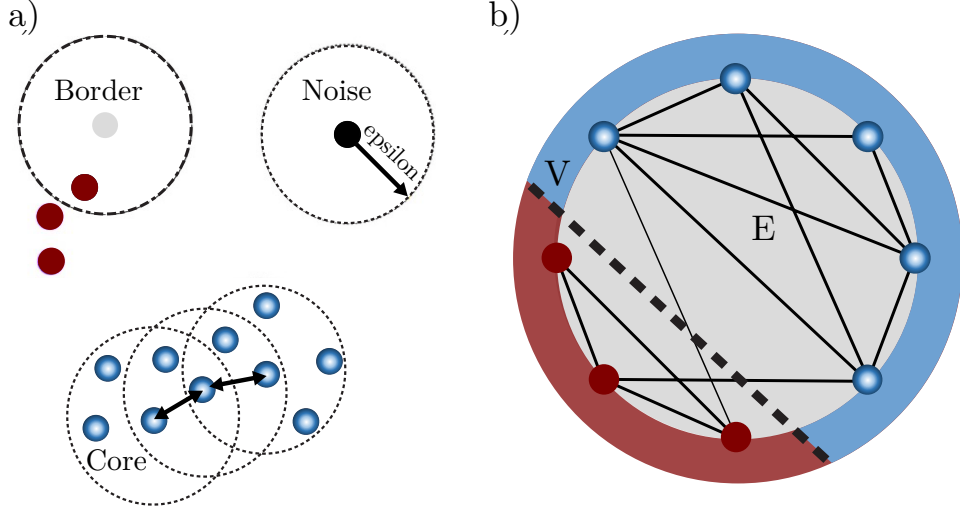 a)
b)
„
„
Border
Noise
epsilon
Core
V
E